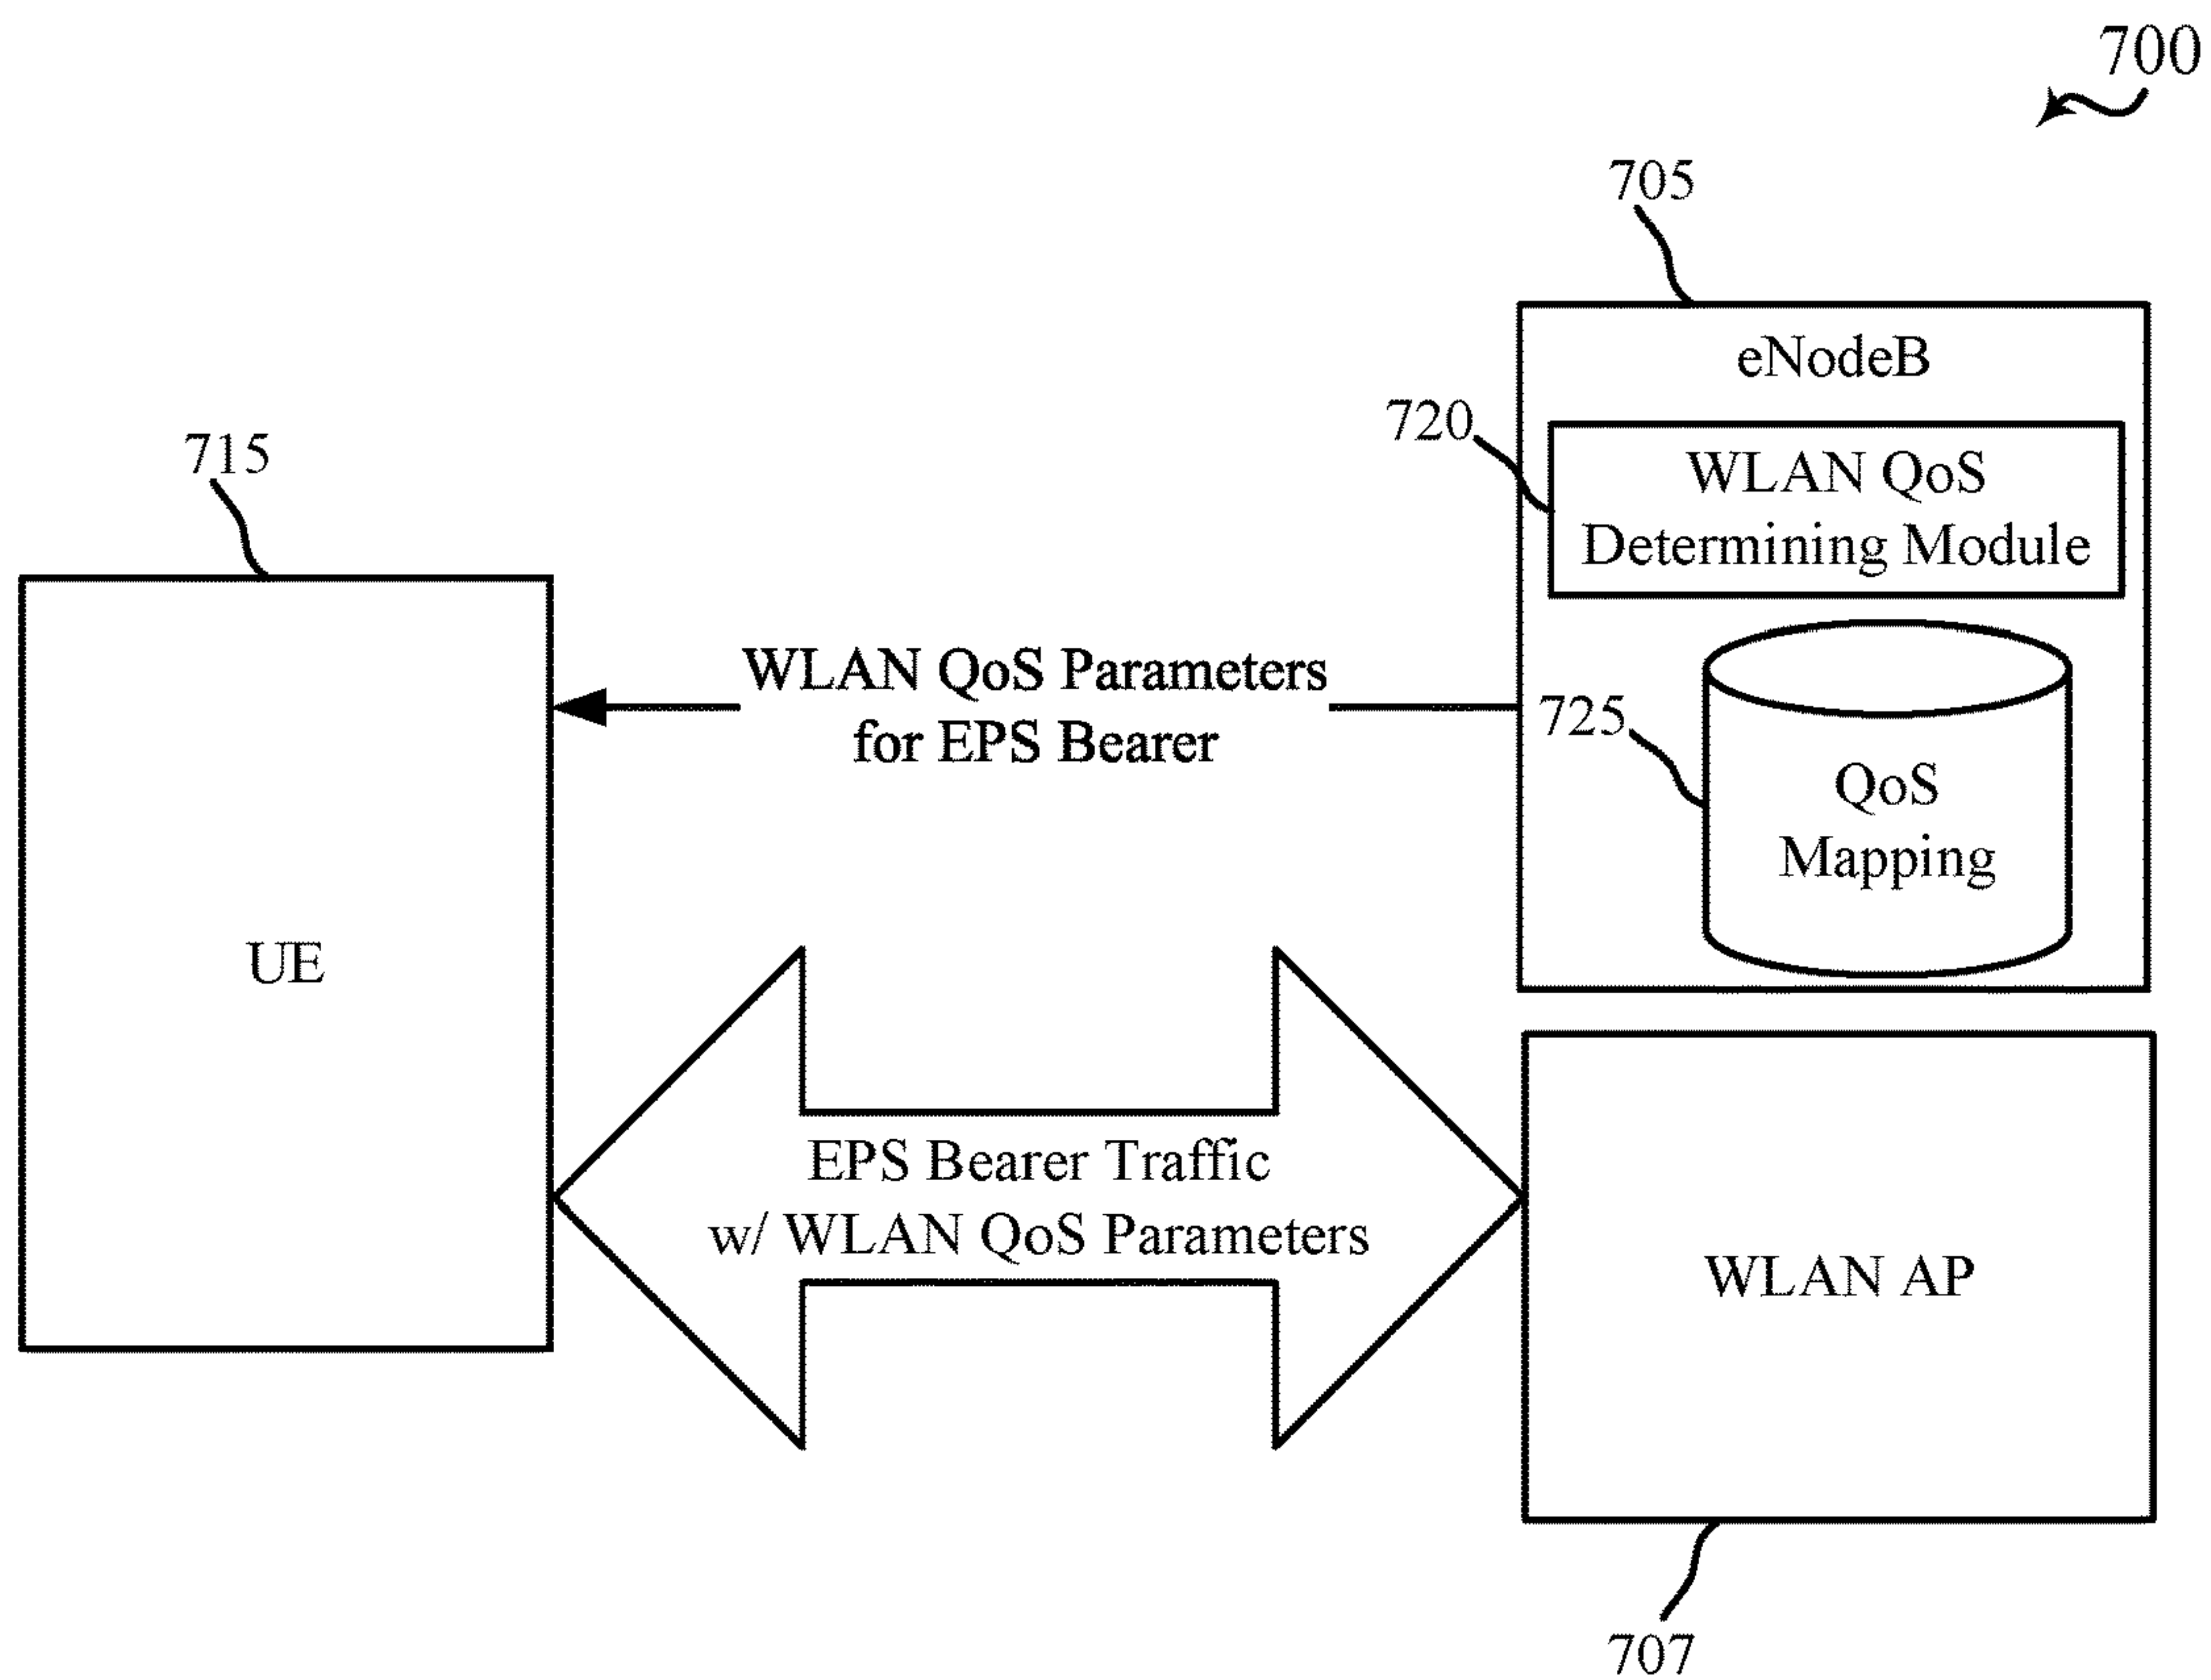 700
705
eNodeB
720
WLAN QoS
Determining Module
715
WLAN QoS Parameters
for EPS Bearer
725
QoS
Mapping
UE
EPS Bearer Traffic
w/ WLAN QoS Parameters
WLAN AP
707